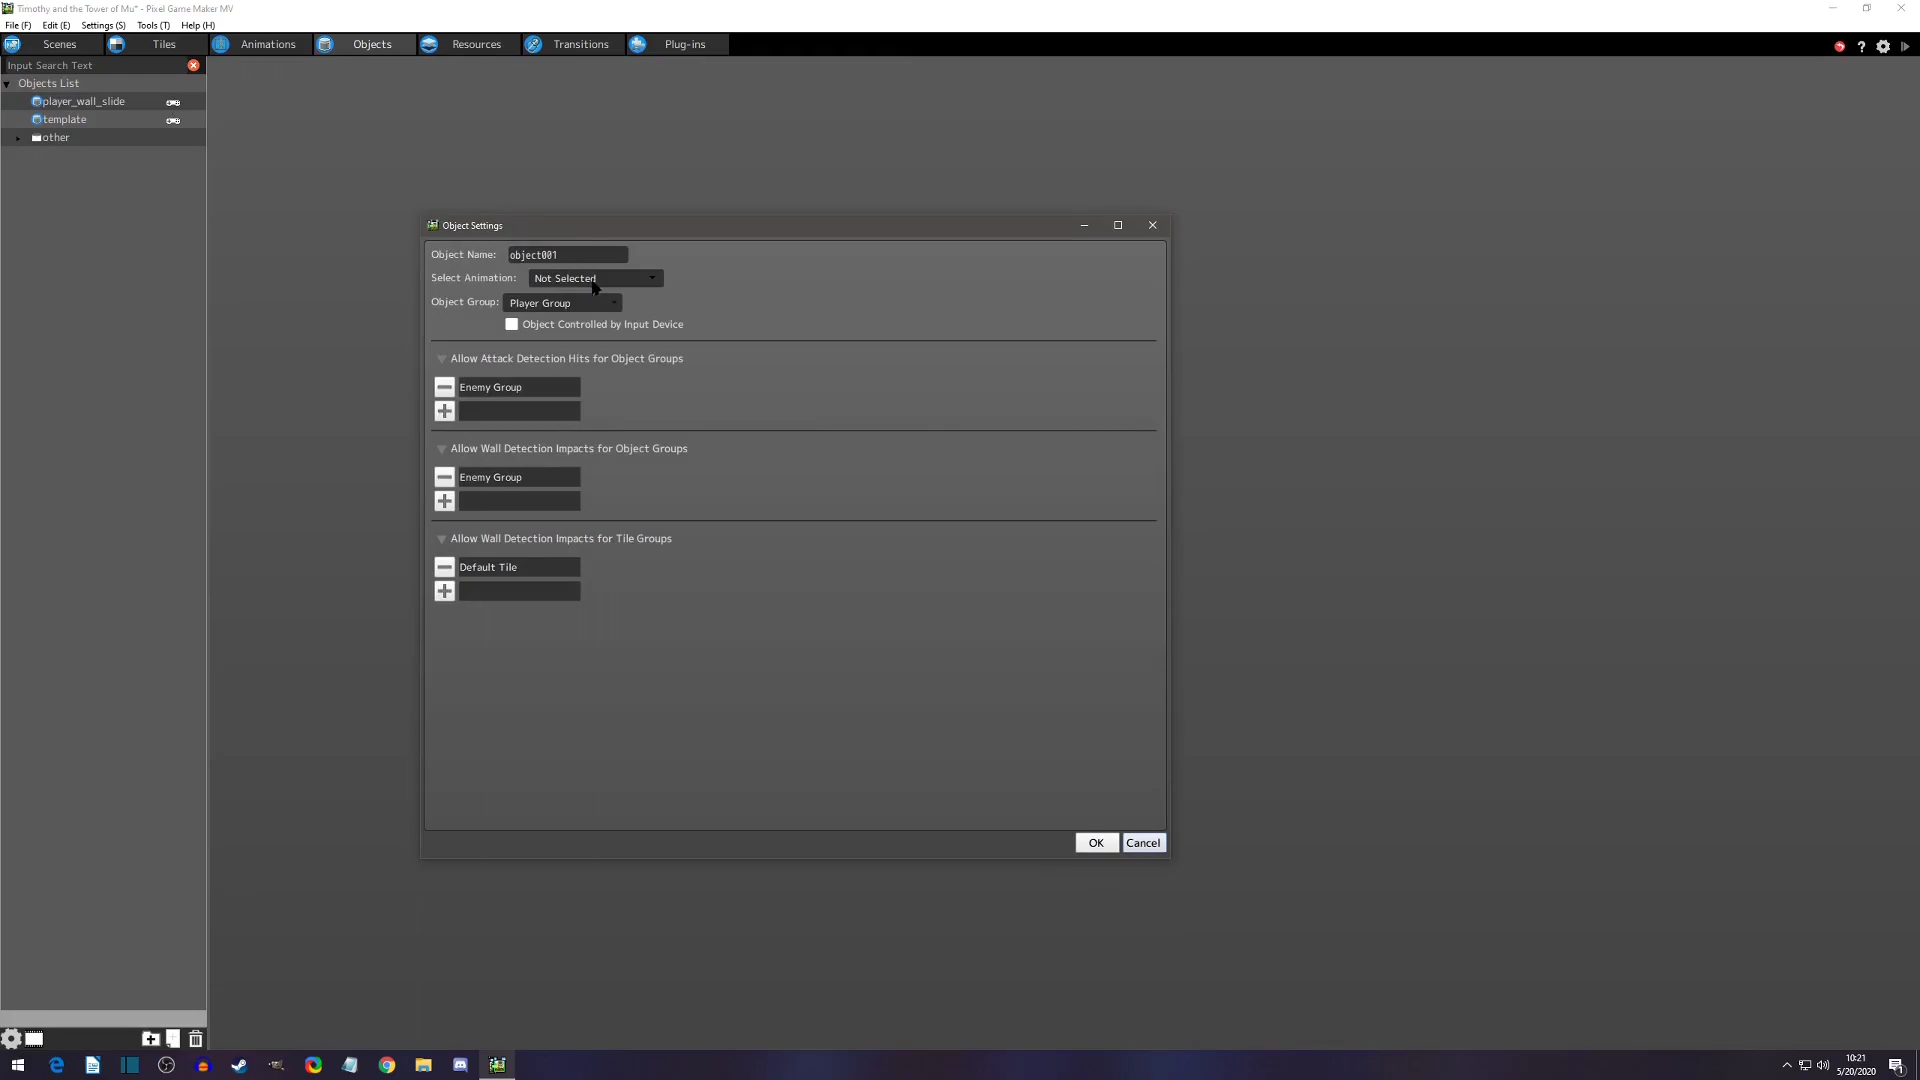 Timothy and the Tower of Mu* - Pixel Game Maker MV
File (F) Edit (E) Settings (S) Tools (T) Help (H)
Scenes Tiles Animations Objects Resources Transitions Plug-ins
Input Search Text
Objects List
player_wall_slide
template
other
Object Settings
Object Name: object001
Select Animation: Not Selected
Object Group: Player Group
Object Controlled by Input Device
Allow Attack Detection Hits for Object Groups
Enemy Group
Allow Wall Detection Impacts for Object Groups
Enemy Group
Allow Wall Detection Impacts for Tile Groups
Default Tile
OK Cancel
10:21
5/20/2020